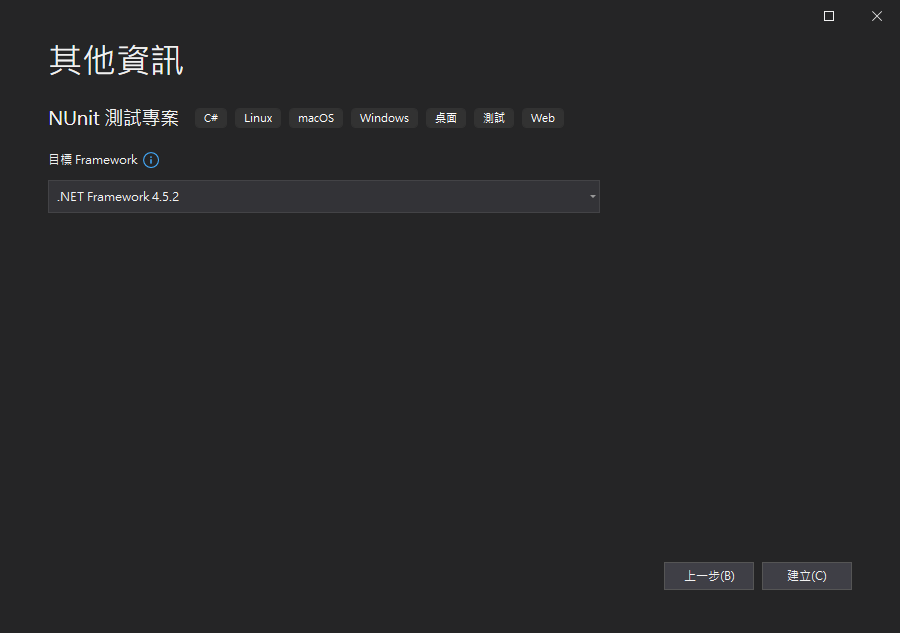 其他資訊
NUnit 測試專案 C# Linux macOS Windows 桌面 測試 Web
目標 Framework
.NET Framework 4.5.2
上一步(B) 建立(C)